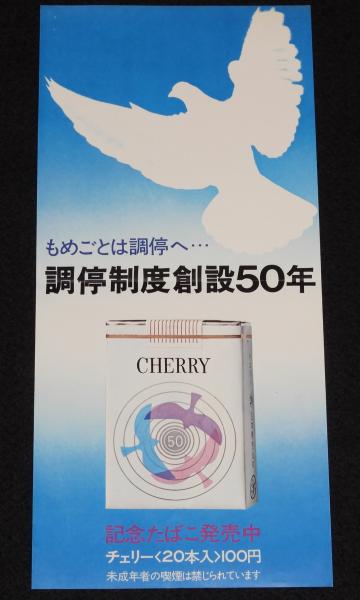 もめごとは調停へ…
調停制度創設50年
CHERRY
50
記念たばこ発売中
チェリー<20本入>100円
未成年者の喫煙は禁じられています